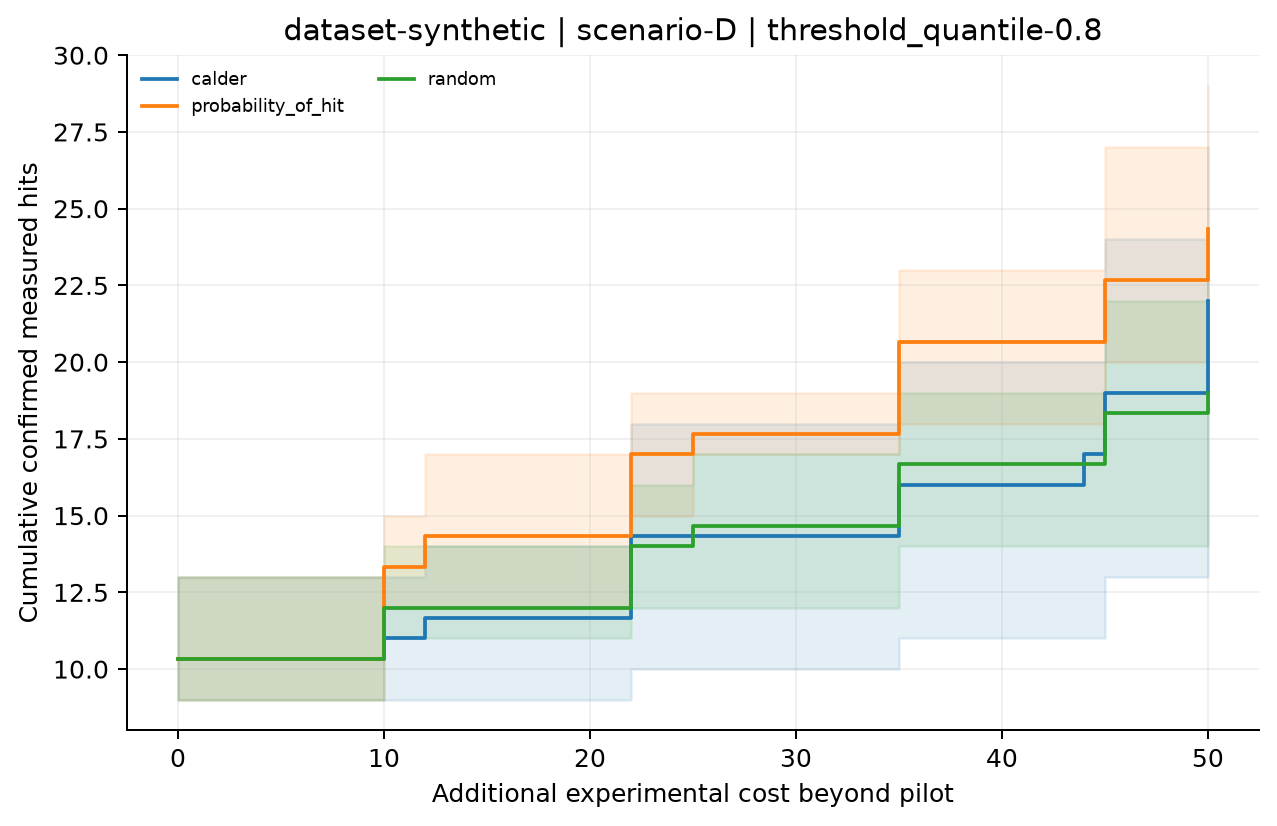 dataset-synthetic | scenario-D | threshold_quantile-0.8
calder
probability_of_hit
random
Cumulative confirmed measured hits
30.0
27.5
25.0
22.5
20.0
17.5
15.0
12.5
10.0
0 10 20 30 40 50
Additional experimental cost beyond pilot